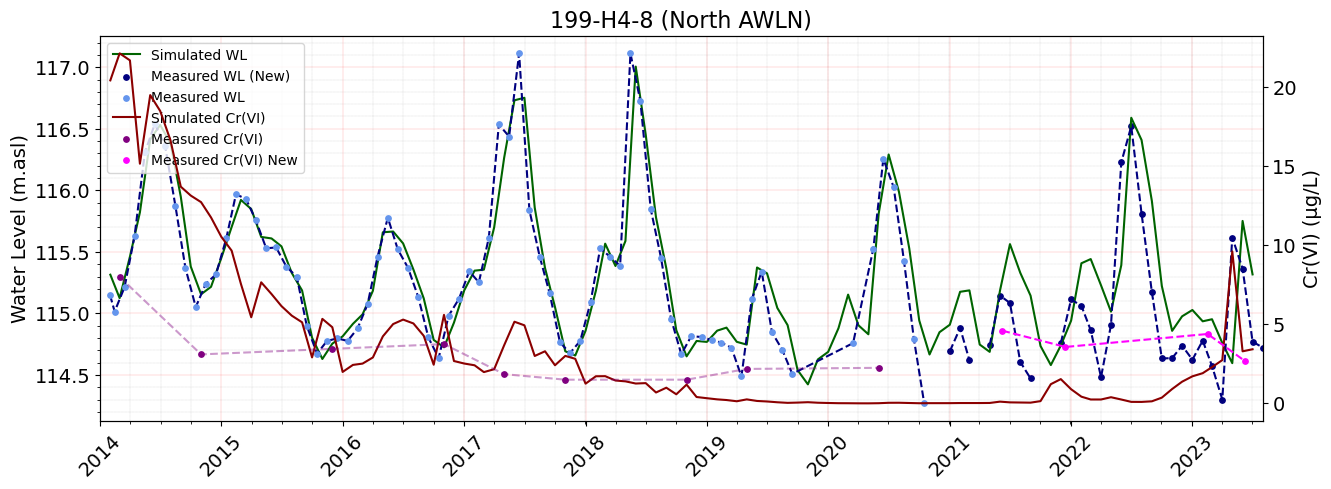 199-H4-8 (North AWLN)
Simulated WL
Measured WL (New)
Measured WL
Simulated Cr(VI)
Measured Cr(VI)
Measured Cr(VI) New
Water Level (m.asl)
117.0
116.5
116.0
115.5
115.0
114.5
Cr(VI) (μg/L)
20
15
10
5
0
2014
2015
2016
2017
2018
2019
2020
2021
2022
2023